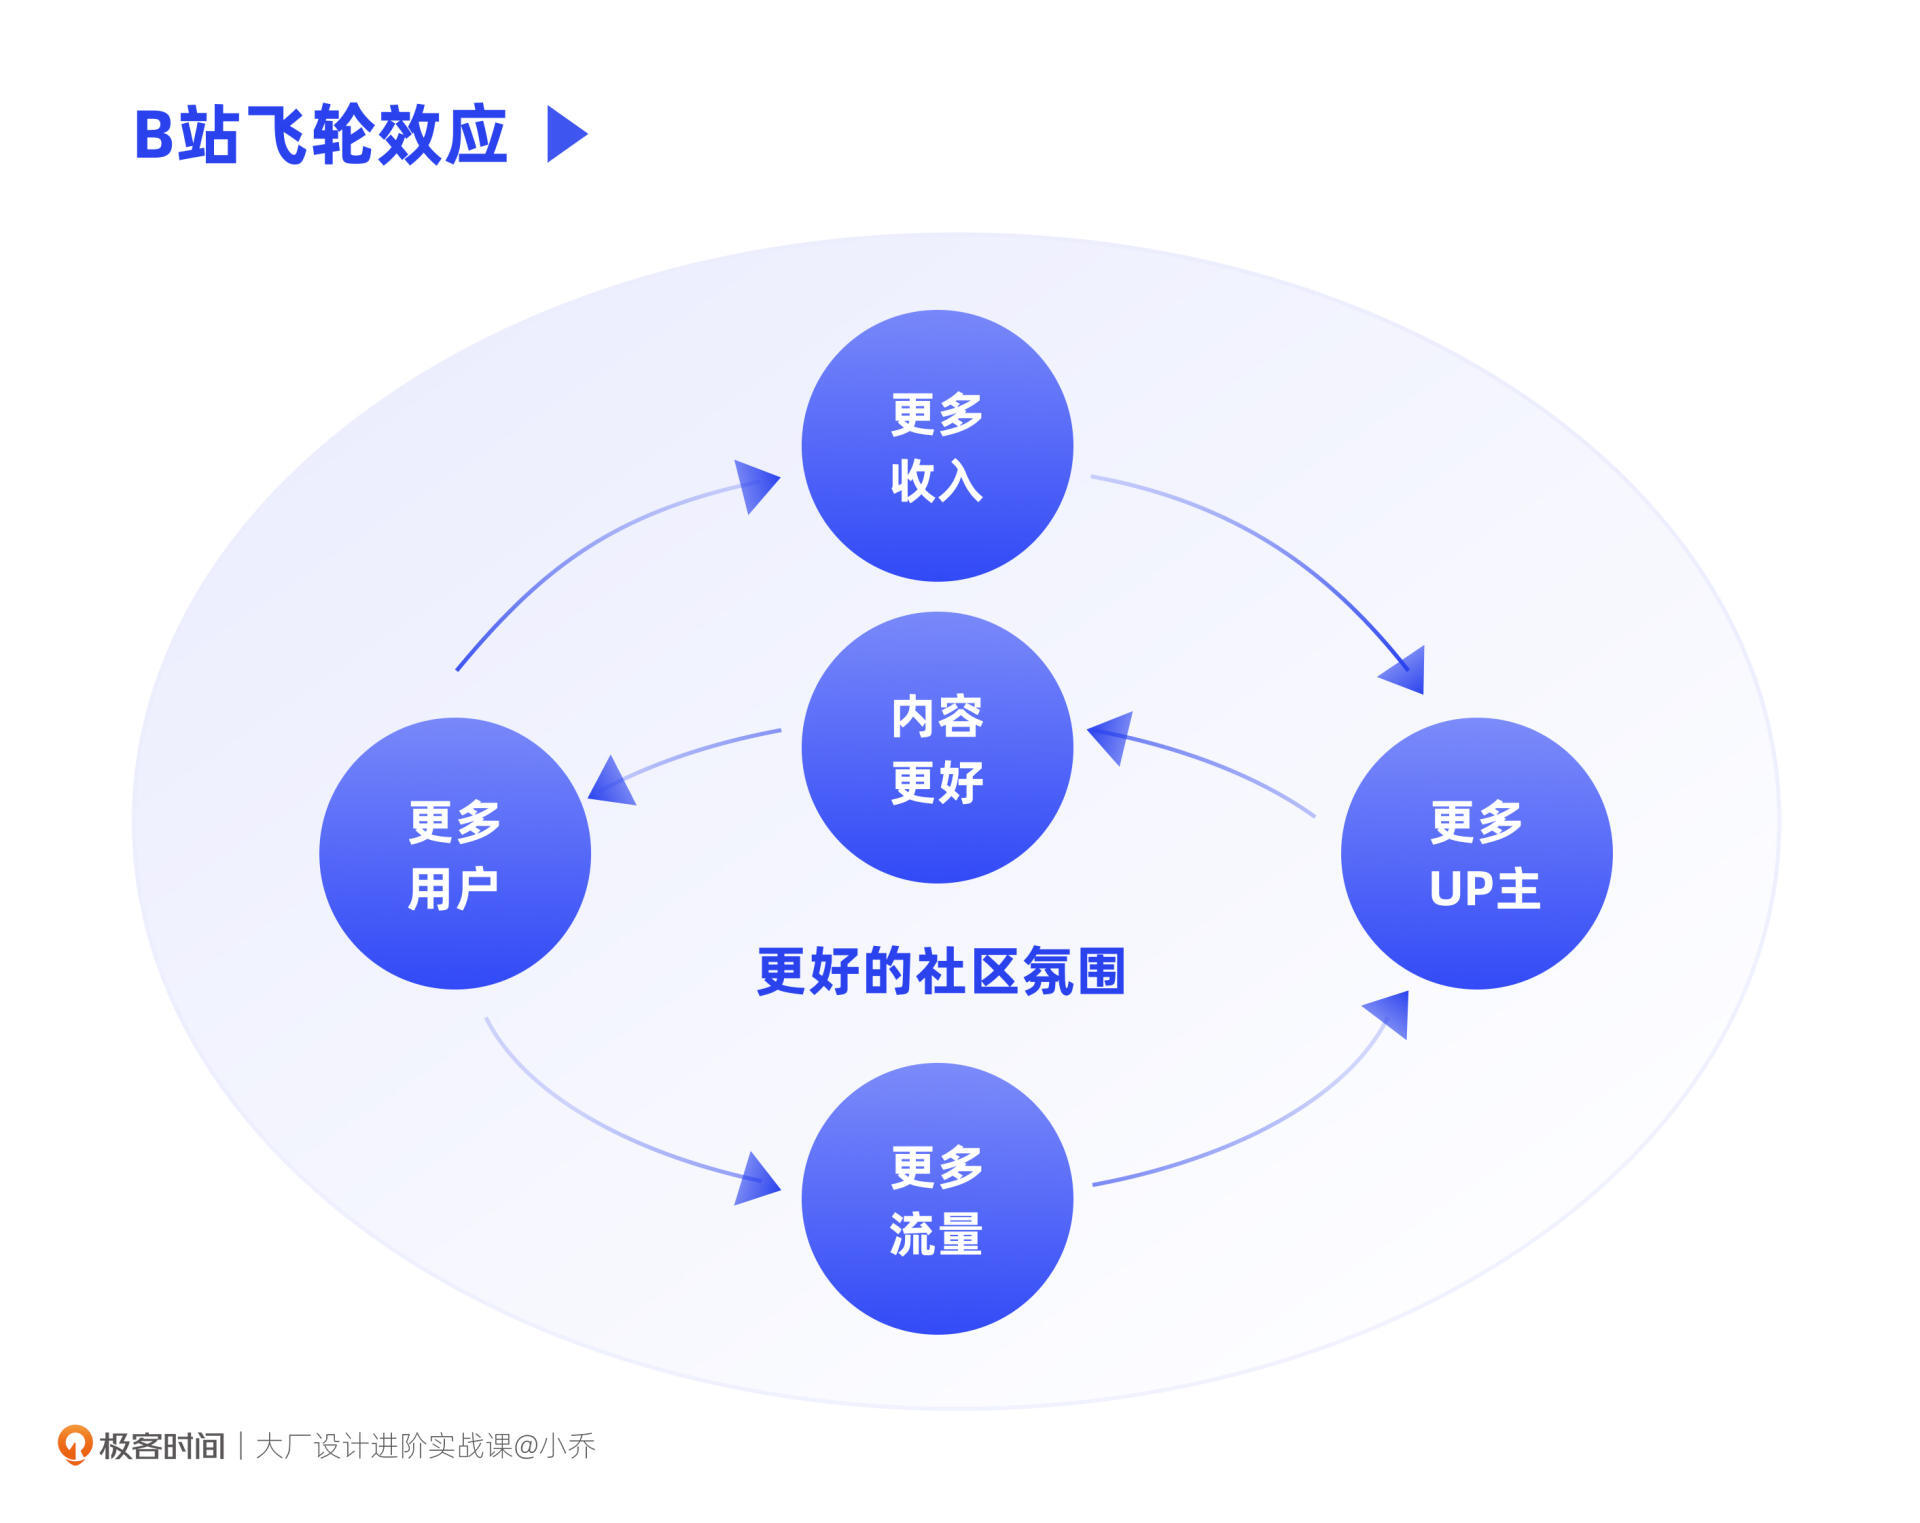 B站飞轮效应
更多
收入
内容
更好
更多
用户
更多
UP主
更好的社区氛围
更多
流量
极客时间 | 大厂设计进阶实战课@小乔